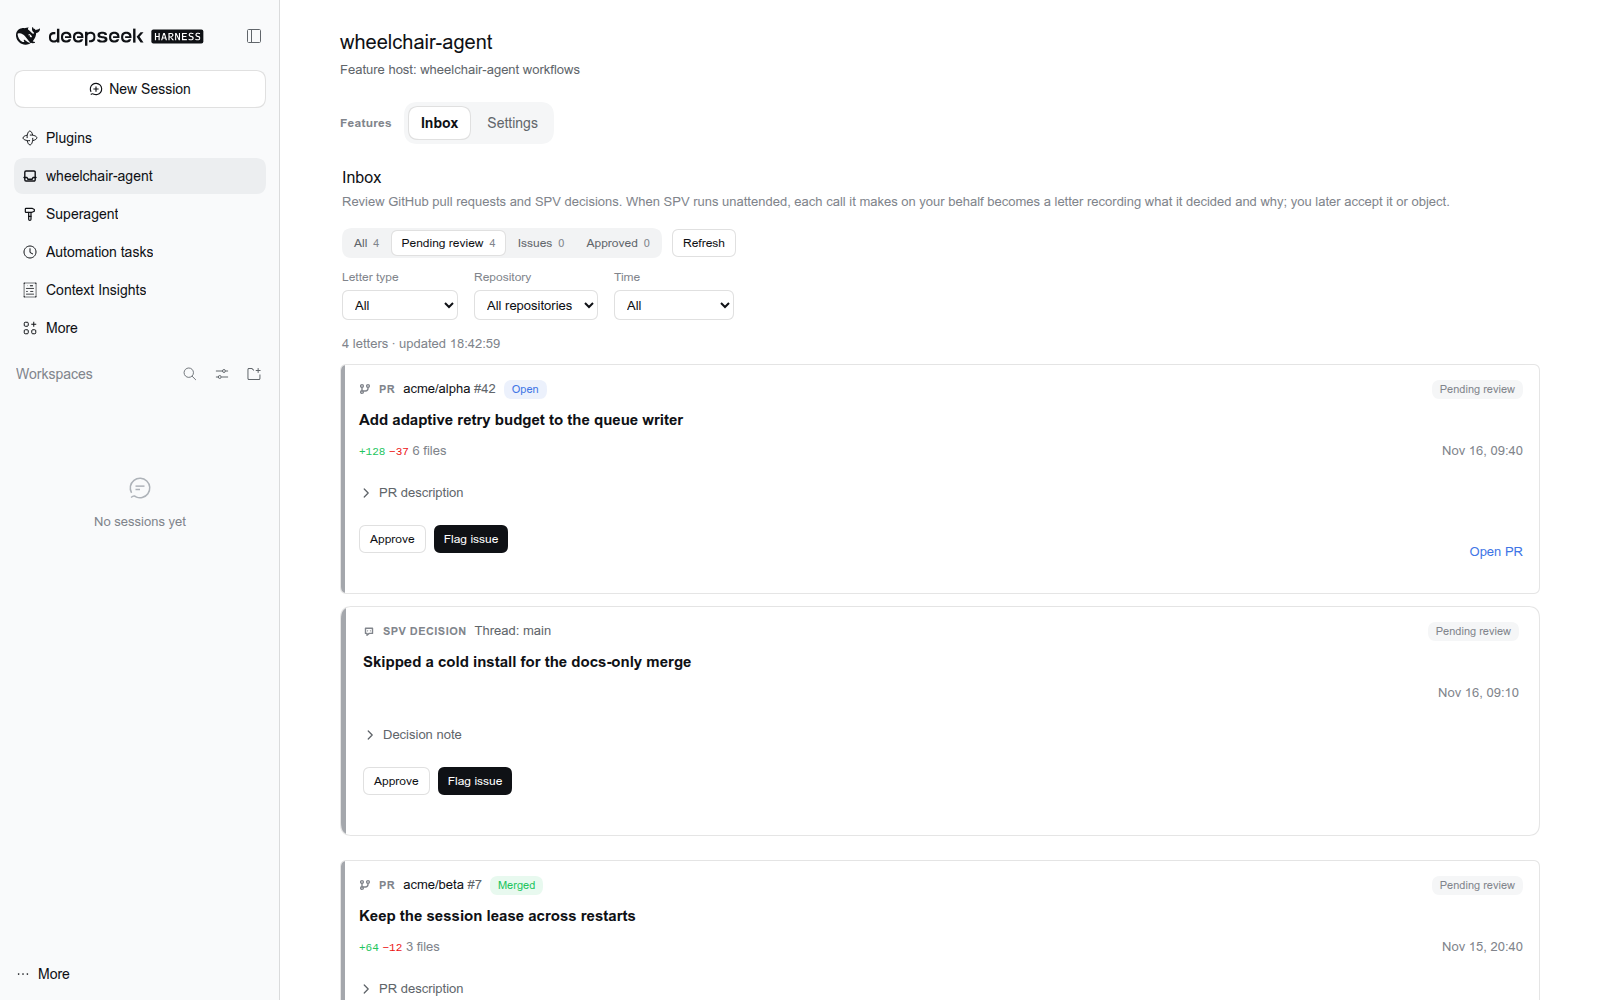 deepseek HARNESS
New Session
Plugins
wheelchair-agent
Superagent
Automation tasks
Context Insights
More
Workspaces
No sessions yet
More
wheelchair-agent
Feature host: wheelchair-agent workflows
Features Inbox Settings
Inbox
Review GitHub pull requests and SPV decisions. When SPV runs unattended, each call it makes on your behalf becomes a letter recording what it decided and why; you later accept it or object.
All 4 Pending review 4 Issues 0 Approved 0 Refresh
Letter type Repository Time
All All repositories All
4 letters · updated 18:42:59
PR acme/alpha #42 Open Pending review
Add adaptive retry budget to the queue writer
+128 −37 6 files Nov 16, 09:40
PR description
Approve Flag issue
Open PR
SPV DECISION Thread: main Pending review
Skipped a cold install for the docs-only merge
Nov 16, 09:10
Decision note
Approve Flag issue
PR acme/beta #7 Merged Pending review
Keep the session lease across restarts
+64 −12 3 files Nov 15, 20:40
PR description